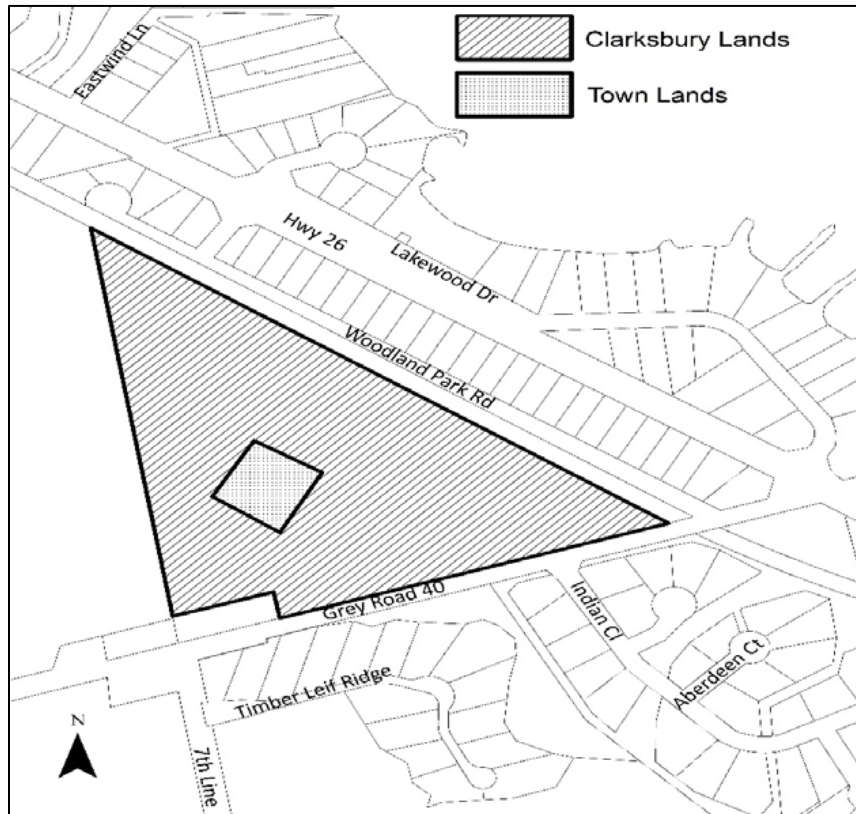 Clarksbury Lands
Town Lands
Eastwind Ln
Hwy 26
Lakewood Dr
Woodland Park Rd
Grey Road 40
Indian Cl
Aberdeen Ct
Timber Leif Ridge
7th Line
N